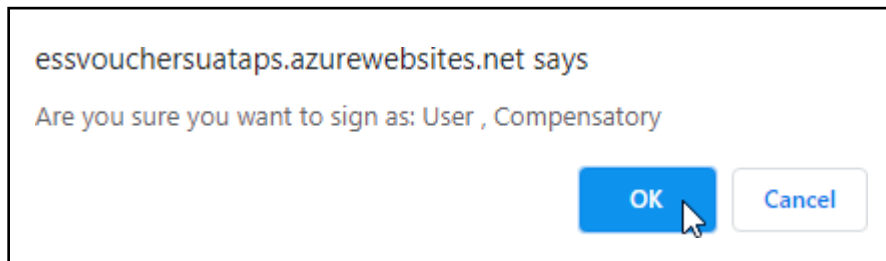 essvouchersuataps.azurewebsites.net says
Are you sure you want to sign as: User , Compensatory
OK Cancel